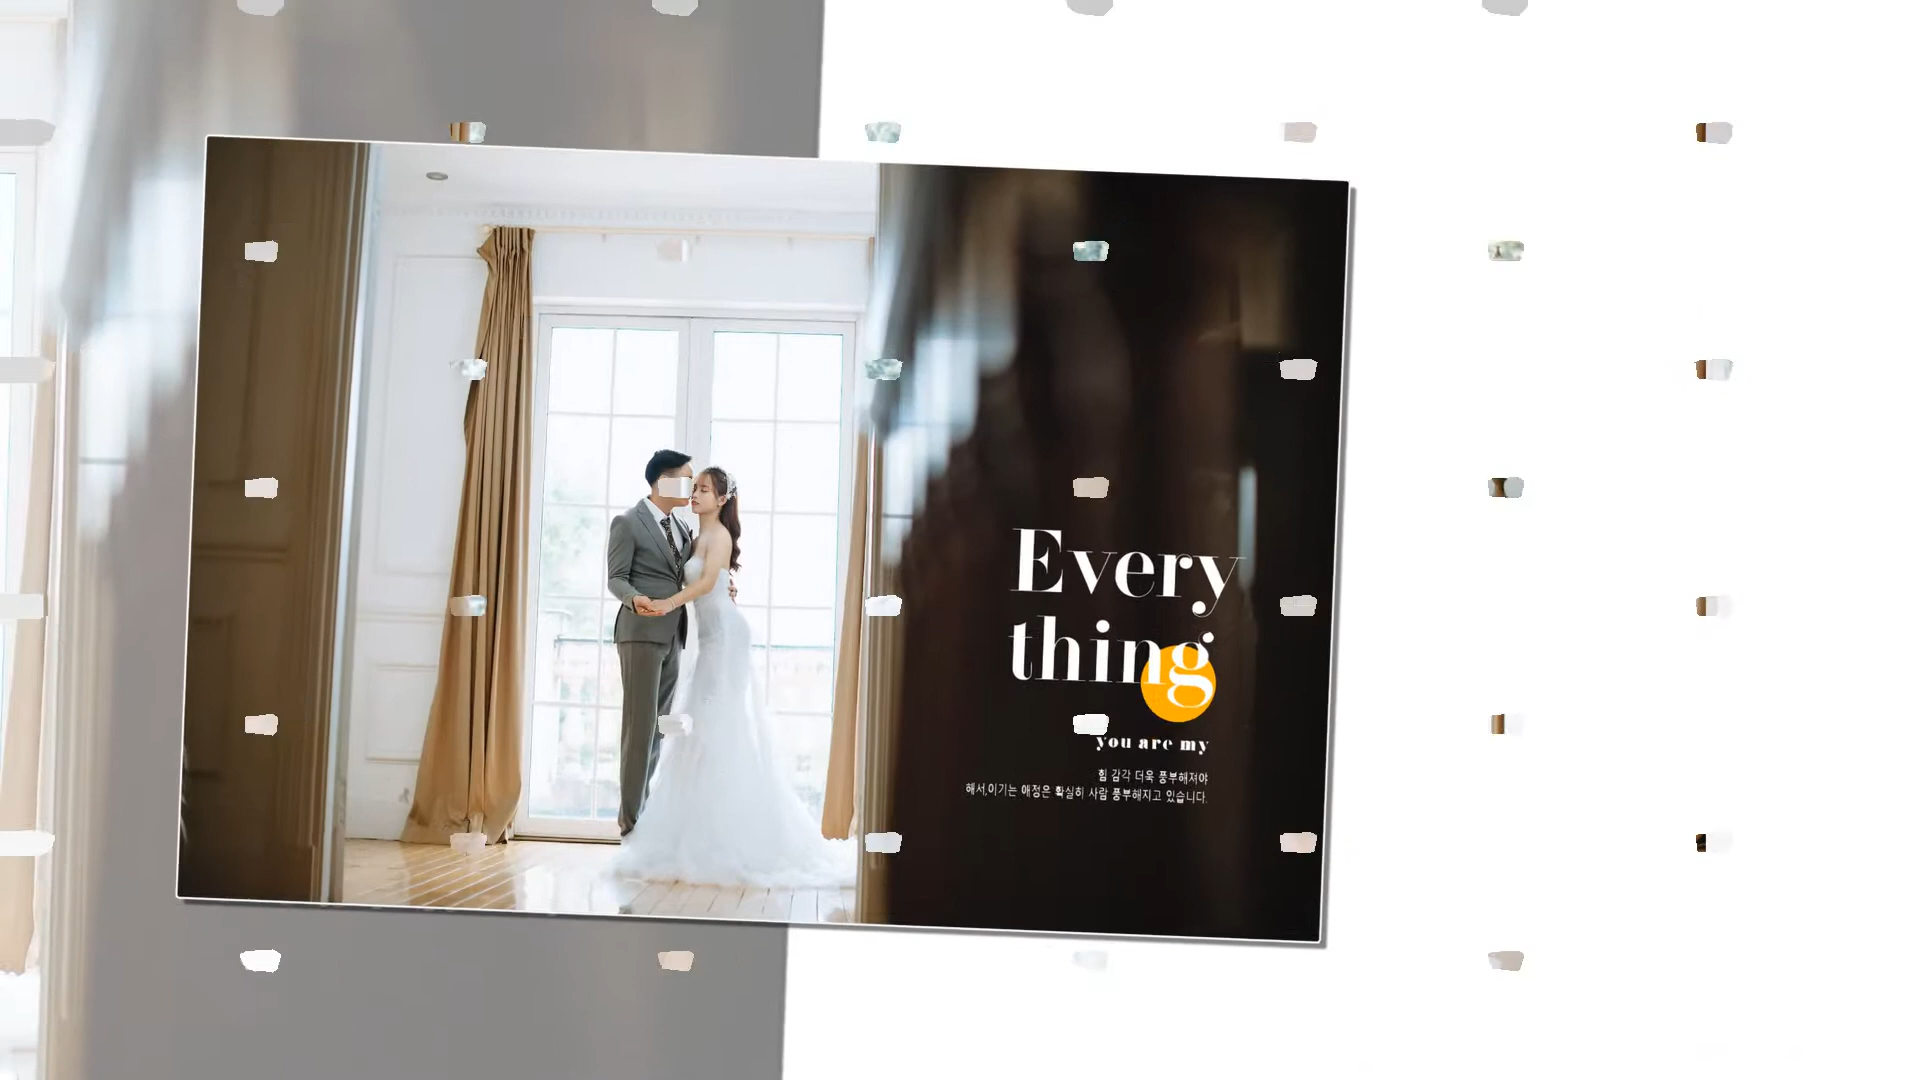 Every
thing
you are my
힘 감각 더욱 풍부해져야
해서,이기는 애정은 확실히 사람 풍부해지고 있습니다.